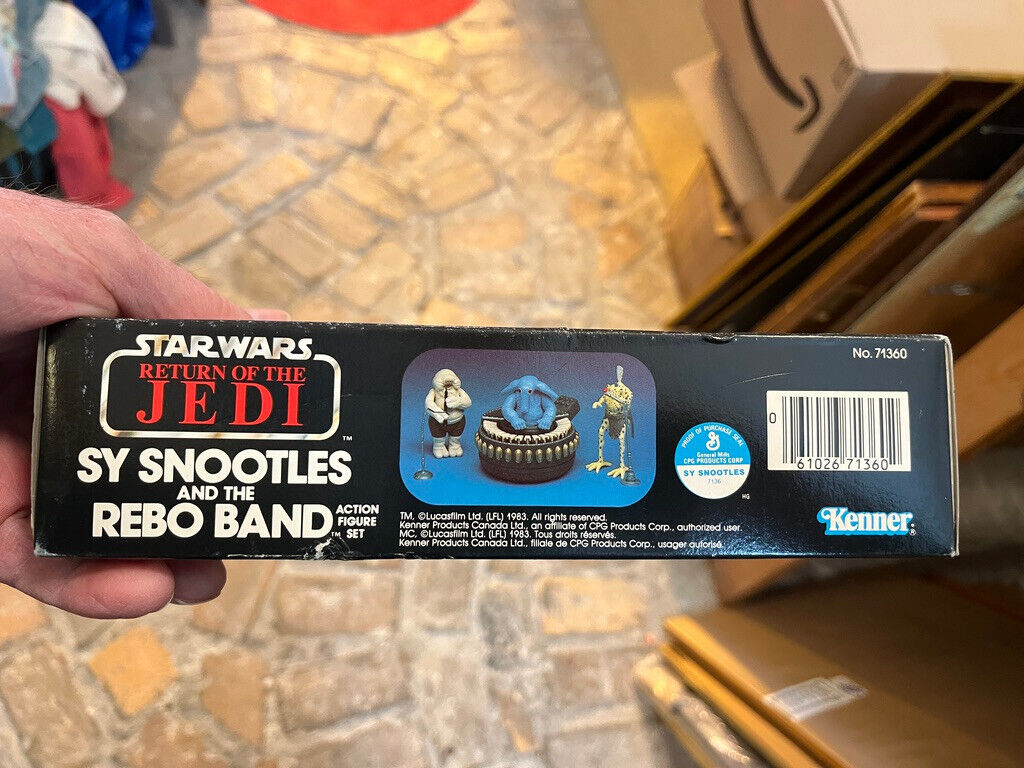 STAR WARS
RETURN OF THE
JEDI
™
SY SNOOTLES
AND THE
REBO BAND™
ACTION
FIGURE
SET
TM, ©Lucasfilm Ltd. (LFL) 1983. All rights reserved.
Kenner Products Canada Ltd., an affiliate of CPG Products Corp., authorized user.
MC, ©Lucasfilm Ltd. (LFL) 1983. Tous droits réservés.
Kenner Products Canada Ltd., filiale de CPG Products Corp., usager autorisé.
PROOF OF PURCHASE SEAL
General Mills
CPG PRODUCTS CORP
SY SNOOTLES
7136
HG
No. 71360
0
61026 71360
Kenner®